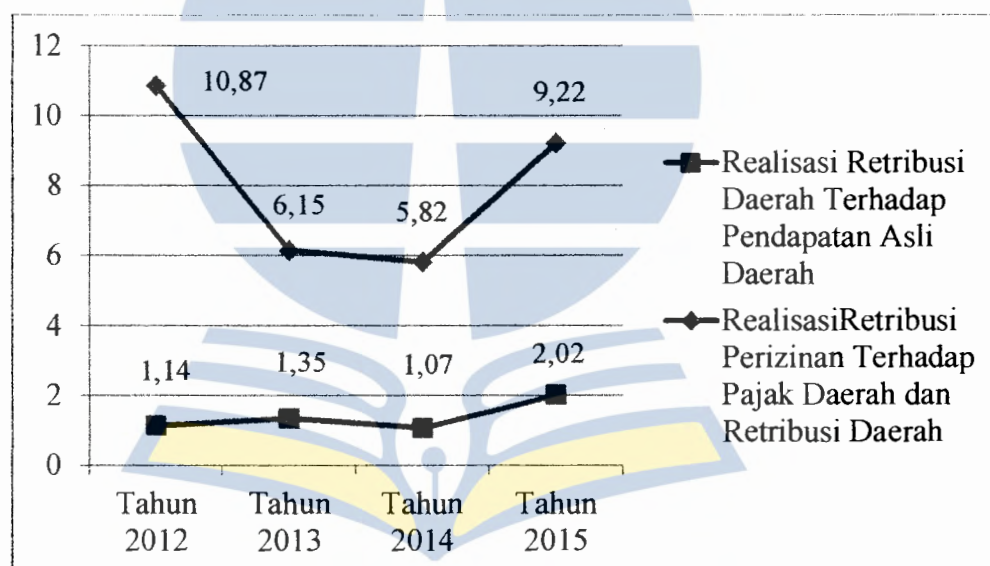 12
10
8
6
4
2
0
10,87
6,15
5,82
9,22
1,14
1,35
1,07
2,02
Tahun
2012
Tahun
2013
Tahun
2014
Tahun
2015
Realisasi Retribusi
Daerah Terhadap
Pendapatan Asli
Daerah
RealisasiRetribusi
Perizinan Terhadap
Pajak Daerah dan
Retribusi Daerah